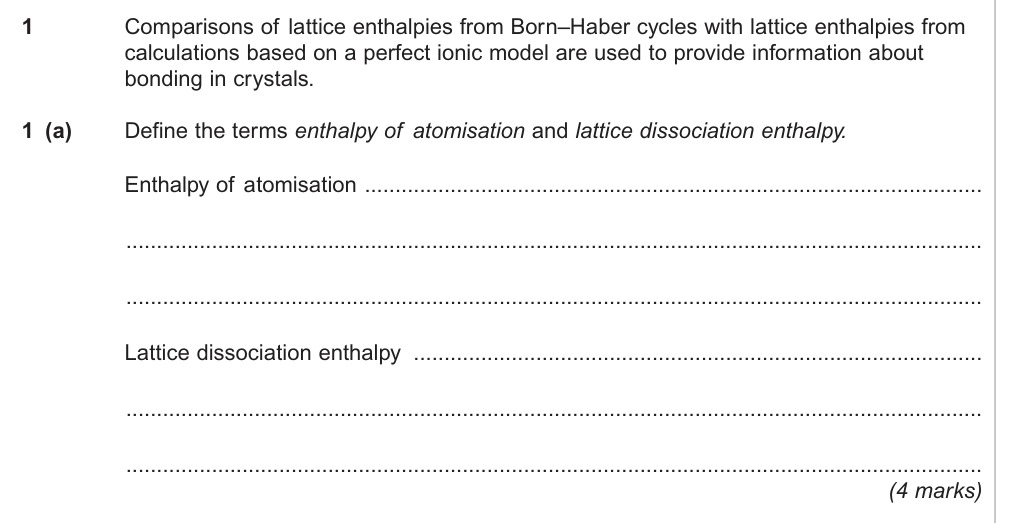 1 Comparisons of lattice enthalpies from Born–Haber cycles with lattice enthalpies from
calculations based on a perfect ionic model are used to provide information about
bonding in crystals.
1 (a) Define the terms enthalpy of atomisation and lattice dissociation enthalpy.
Enthalpy of atomisation ..........................................................................................................
...................................................................................................................................................
...................................................................................................................................................
Lattice dissociation enthalpy .................................................................................................
...................................................................................................................................................
...................................................................................................................................................
(4 marks)